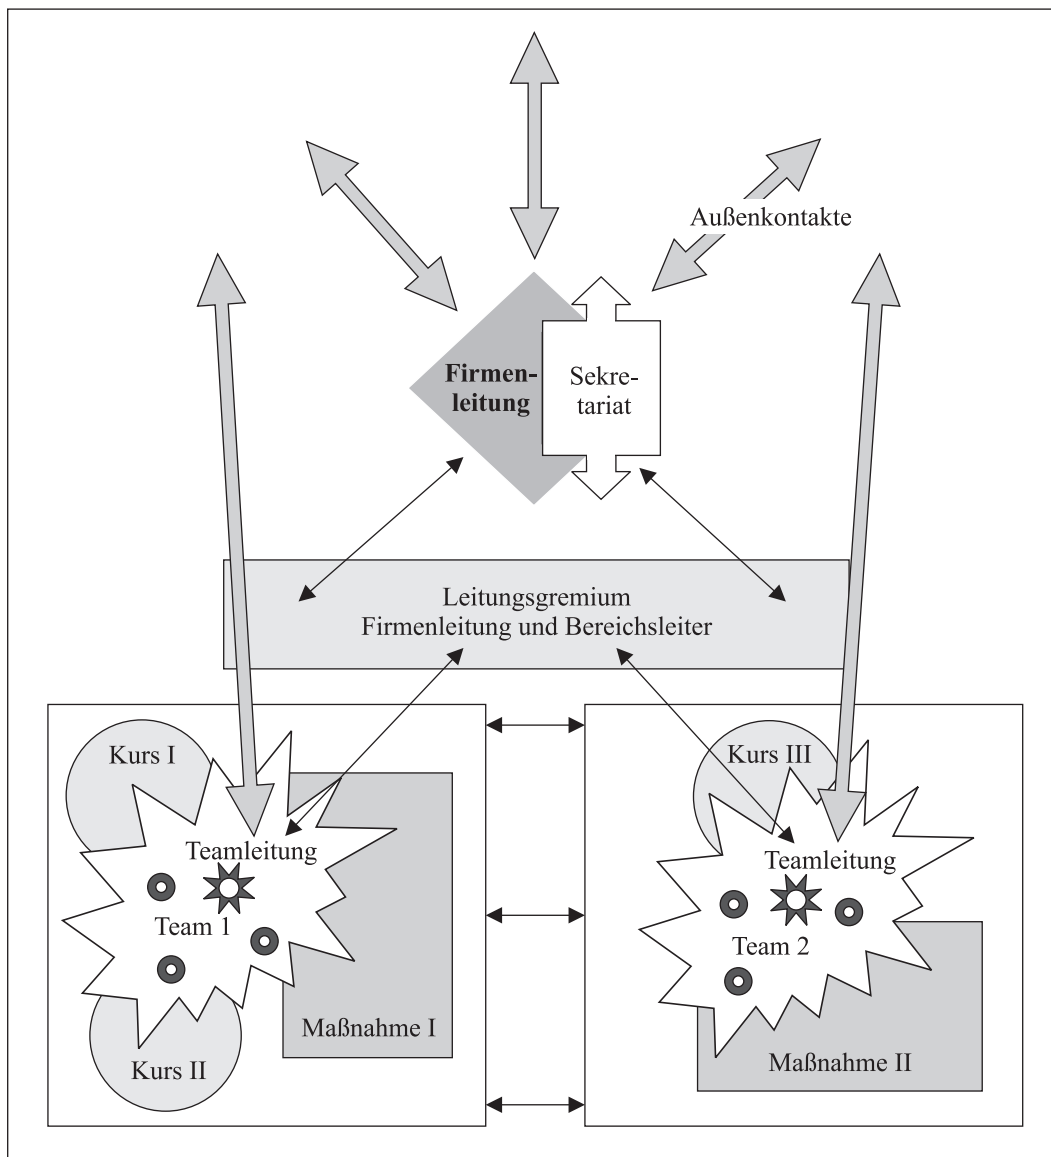 Außenkontakte
Firmen-
leitung
Sekre-
tariat
Leitungsgremium
Firmenleitung und Bereichsleiter
Kurs I
Teamleitung
Team 1
Maßnahme I
Kurs II
Kurs III
Teamleitung
Team 2
Maßnahme II